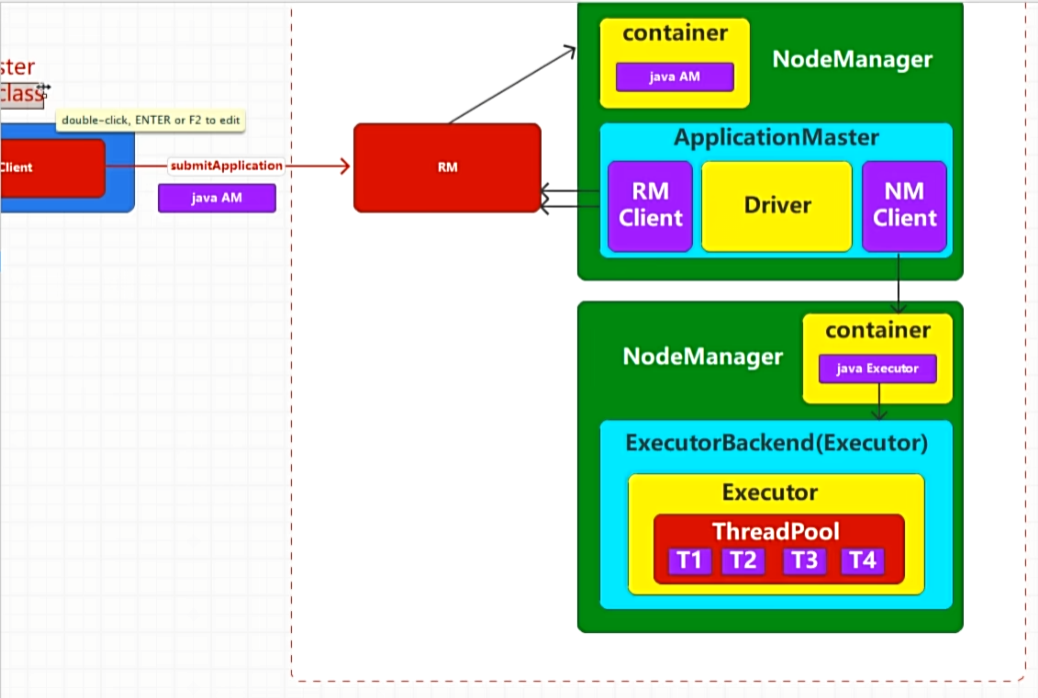 ster
class
double-click, ENTER or F2 to edit
Client
submitApplication
java AM
RM
container
java AM
NodeManager
ApplicationMaster
RM
Client
Driver
NM
Client
NodeManager
container
java Executor
ExecutorBackend(Executor)
Executor
ThreadPool
T1 T2 T3 T4